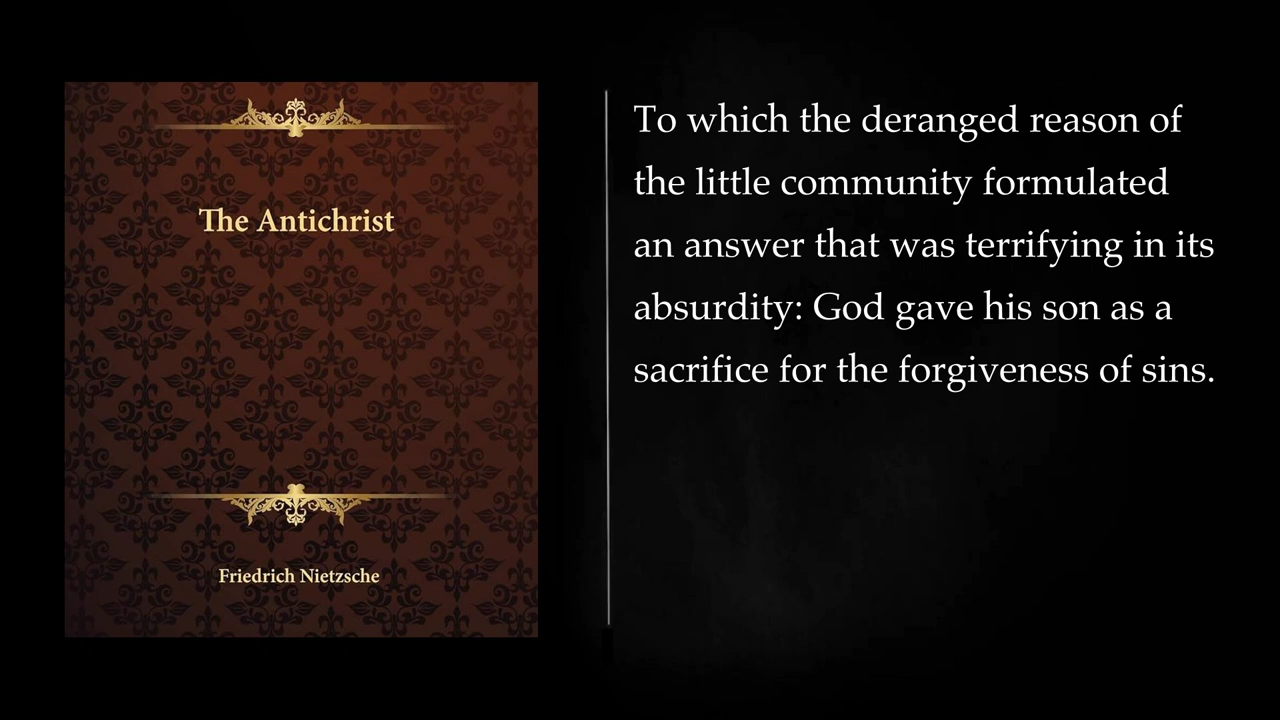 The Antichrist
Friedrich Nietzsche
To which the deranged reason of
the little community formulated
an answer that was terrifying in its
absurdity: God gave his son as a
sacrifice for the forgiveness of sins.